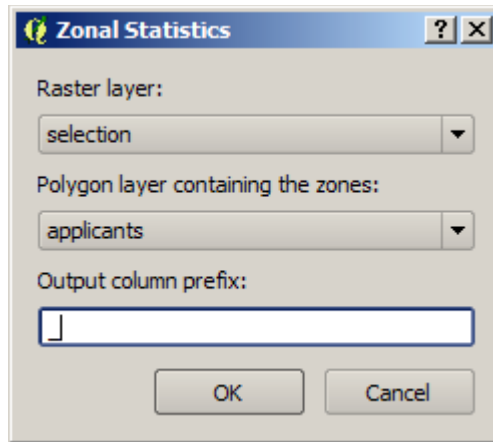 Zonal Statistics
Raster layer:
selection
Polygon layer containing the zones:
applicants
Output column prefix:
_
OK Cancel